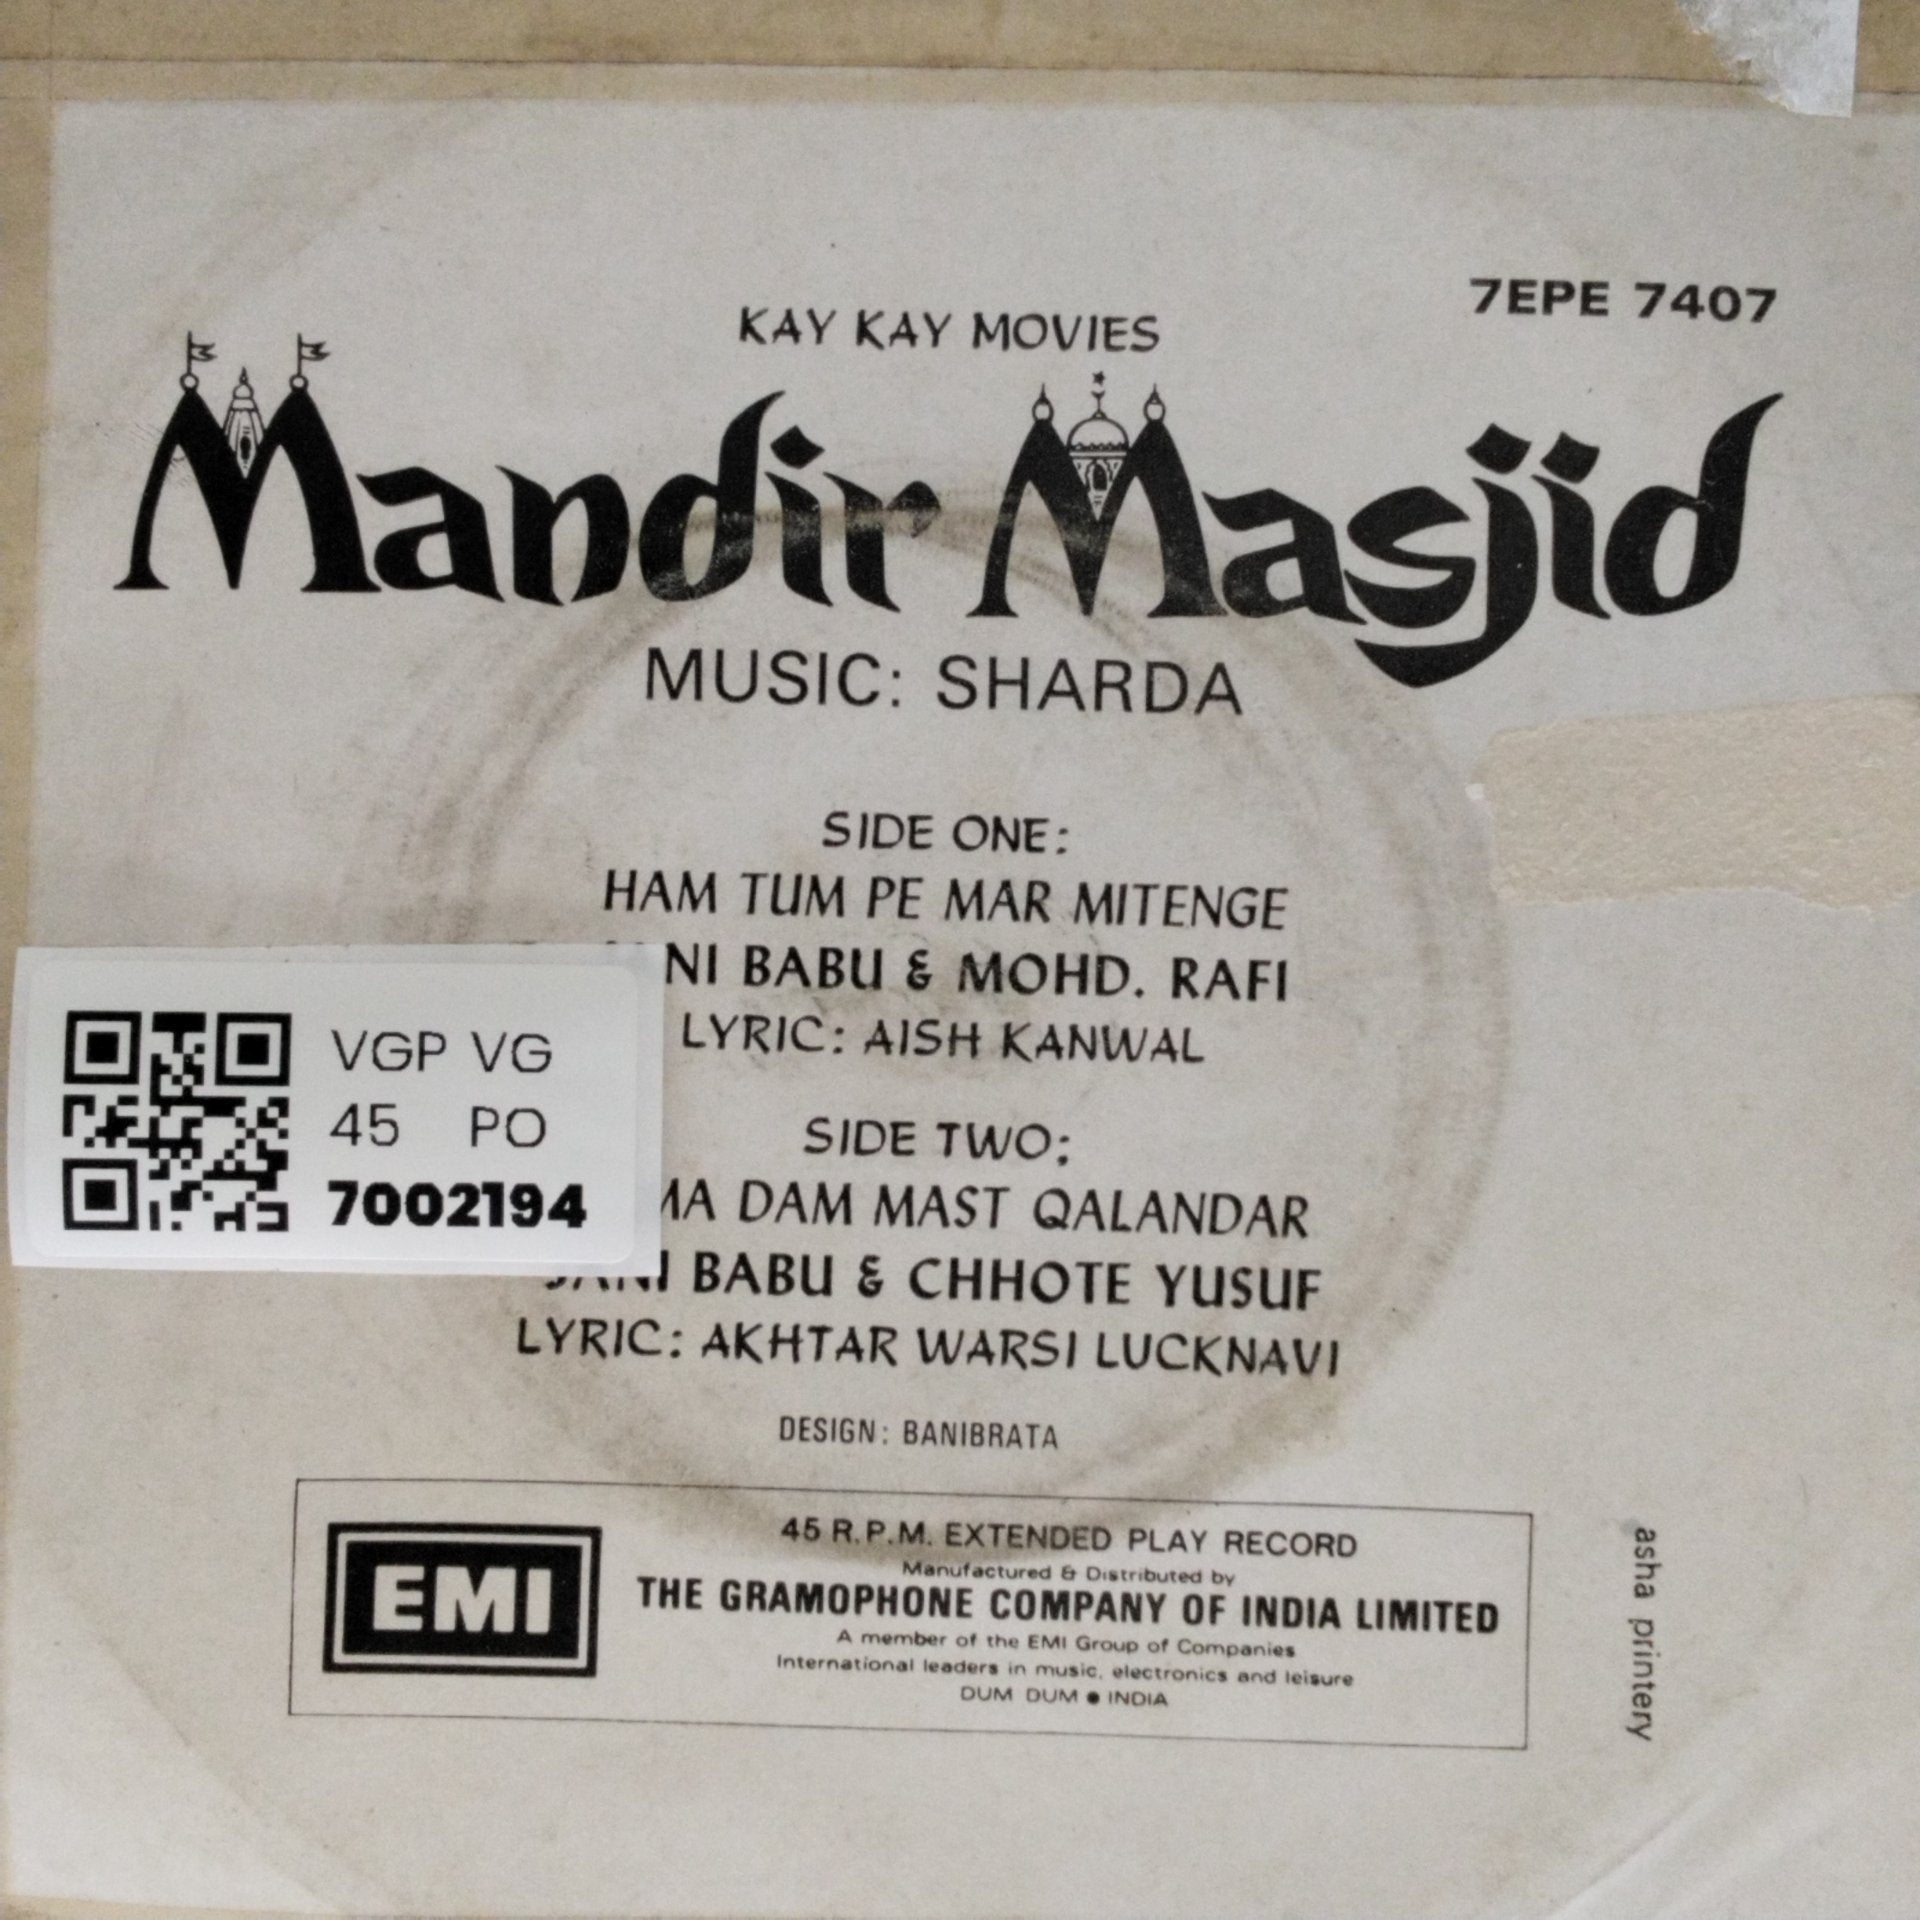 7EPE 7407
KAY KAY MOVIES
Mandir Masjid
MUSIC: SHARDA
SIDE ONE:
HAM TUM PE MAR MITENGE
BABU & MOHD. RAFI
LYRIC: AISH KANWAL
SIDE TWO:
DAM MAST QALANDAR
JANI BABU & CHHOTE YUSUF
LYRIC: AKHTAR WARSI LUCKNAVI
DESIGN: BANIBRATA
VGP VG
45 PO
7002194
EMI
45 R.P.M. EXTENDED PLAY RECORD
Manufactured & Distributed by
THE GRAMOPHONE COMPANY OF INDIA LIMITED
A member of the EMI Group of Companies
International leaders in music, electronics and leisure
DUM DUM ● INDIA
asha printery